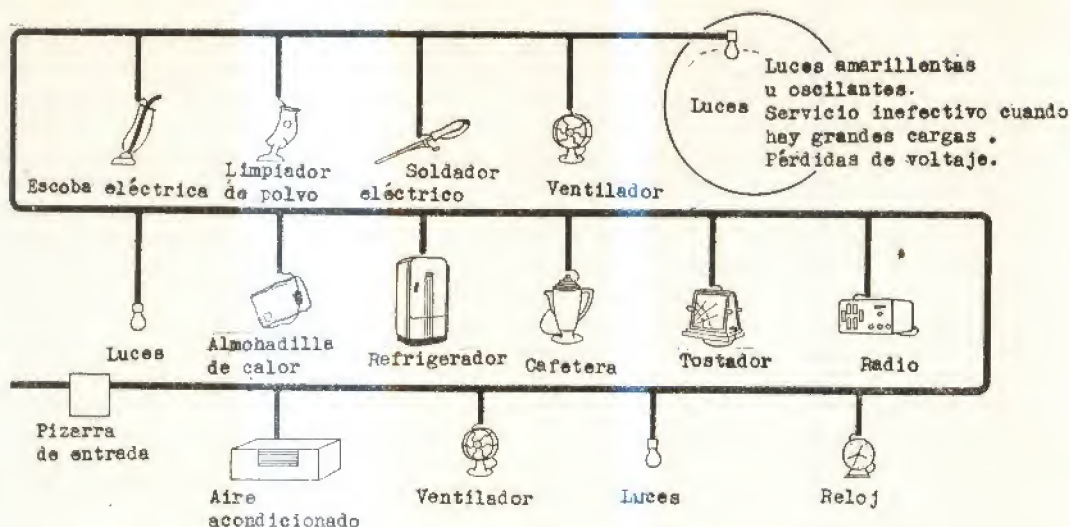 Luces
Luces amarillentas
u oscilantes.
Servicio inefectivo cuando
hay grandes cargas .
Pérdidas de voltaje.
Escoba eléctrica
Limpiador
de polvo
Soldador
eléctrico
Ventilador
Luces
Almohadilla
de calor
Refrigerador
Cafetera
Tostador
Radio
Pizarra
de entrada
Aire
acondicionado
Ventilador
Luces
Reloj